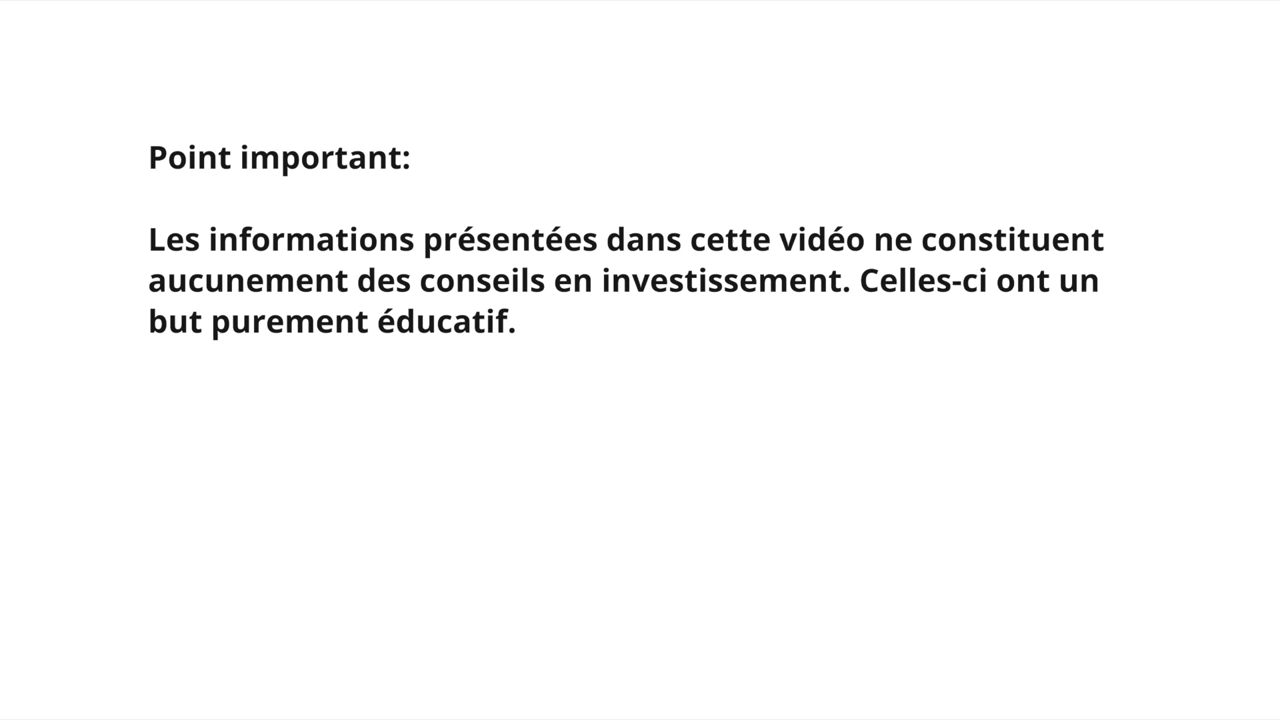 Point important:
Les informations présentées dans cette vidéo ne constituent
aucunement des conseils en investissement. Celles-ci ont un
but purement éducatif.